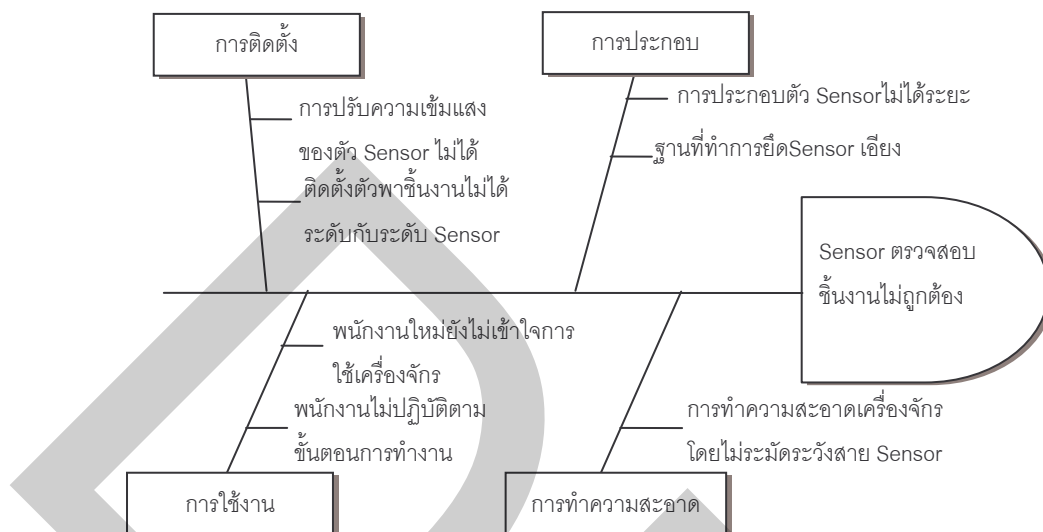 การติดตั้ง
การปรับความเข้มแสง
ของตัว Sensor ไม่ได้
ติดตั้งตัวพาชิ้นงานไม่ได้
ระดับกับระดับ Sensor
การประกอบ
การประกอบตัว Sensorไม่ได้ระยะ
ฐานที่ทำการยึดSensor เอียง
Sensor ตรวจสอบ
ชิ้นงานไม่ถูกต้อง
พนักงานใหม่ยังไม่เข้าใจการ
ใช้เครื่องจักร
พนักงานไม่ปฏิบัติตาม
ขั้นตอนการทำงาน
การใช้งาน
การทำความสะอาดเครื่องจักร
โดยไม่ระมัดระวังสาย Sensor
การทำความสะอาด